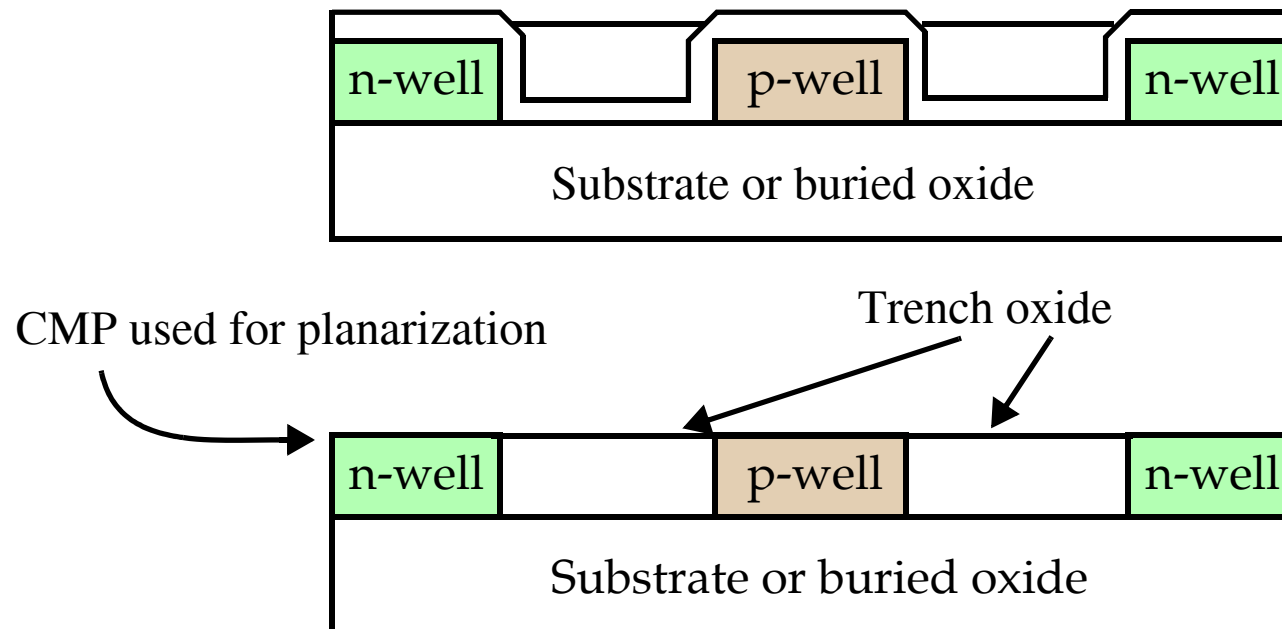 n-well p-well n-well
Substrate or buried oxide
Trench oxide
CMP used for planarization
n-well p-well n-well
Substrate or buried oxide